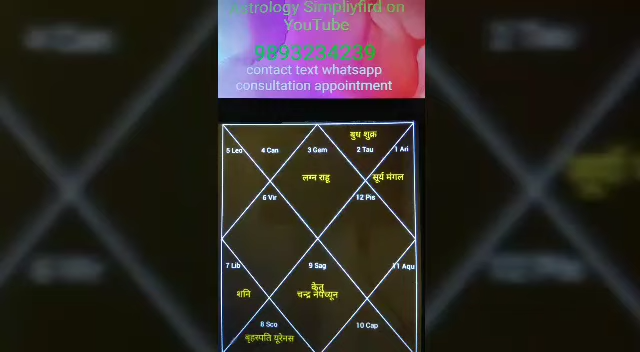 astrology Simpliyfird on
YouTube
9893234239
contact text whatsapp
consultation appointment
बुध शुक्र
5 Leo
4 Can
3 Gem
2 Tau
1 Ari
लग्न राहू
सूर्य मंगल
6 Vir
12 Pis
7 Lib
9 Sag
11 Aqu
शनि
केतु
चन्द्र नेपच्यून
8 Sco
10 Cap
बृहस्पति यूरेनस